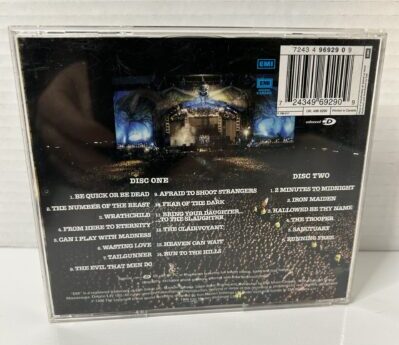 7243 4 96929 0 9
EMI
EMI
7 24349 69290 9
DISC ONE
1. BE QUICK OR BE DEAD
2. THE NUMBER OF THE BEAST
3. WRATHCHILD
4. FROM HERE TO ETERNITY
5. CAN I PLAY WITH MADNESS
6. WASTING LOVE
7. TAILGUNNER
8. THE EVIL THAT MEN DO
9. AFRAID TO SHOOT STRANGERS
10. FEAR OF THE DARK
11. BRING YOUR DAUGHTER...
...TO THE SLAUGHTER
12. THE CLAIRVOYANT
13. HEAVEN CAN WAIT
14. RUN TO THE HILLS
DISC TWO
1. 2 MINUTES TO MIDNIGHT
2. IRON MAIDEN
3. HALLOWED BE THY NAME
4. THE TROOPER
5. SANCTUARY
6. RUNNING FREE